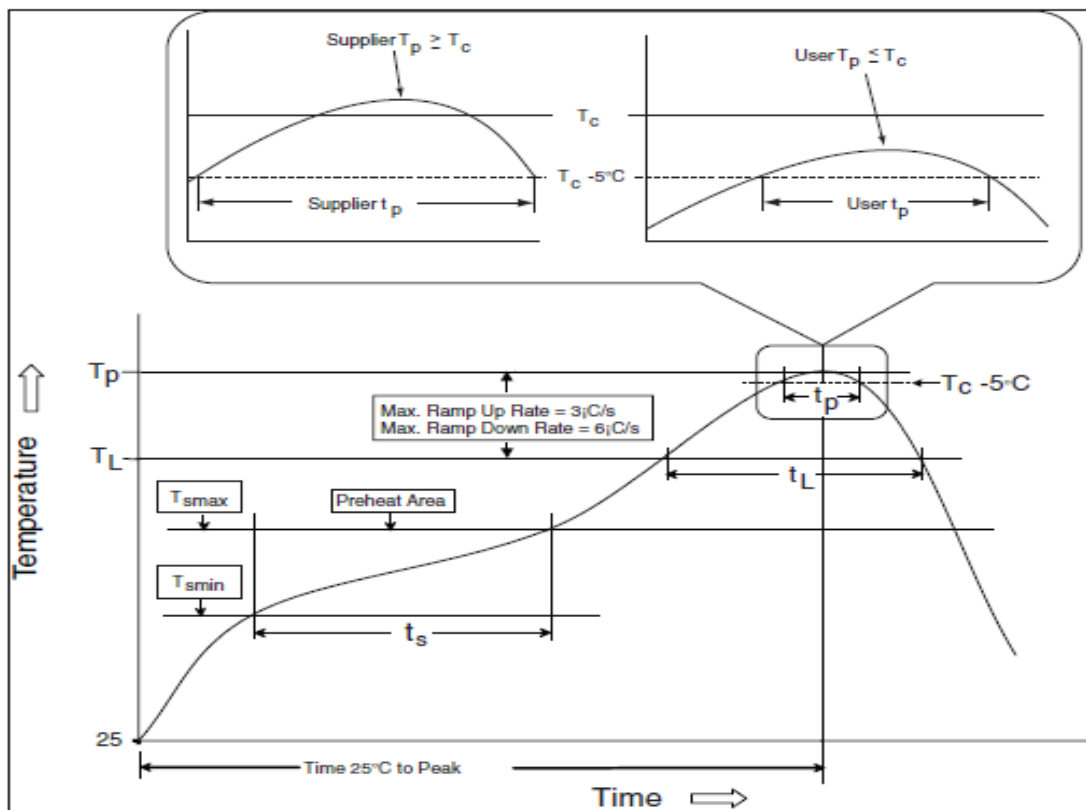 Supplier Tp ≥ Tc
User Tp ≤ Tc
Tc
Tc -5°C
Supplier tp
User tp
Tp
Tc -5°C
tp
Max. Ramp Up Rate = 3¡C/s
Max. Ramp Down Rate = 6¡C/s
TL
tL
Tsmax
Preheat Area
Tsmin
ts
Temperature
25
Time 25°C to Peak
Time